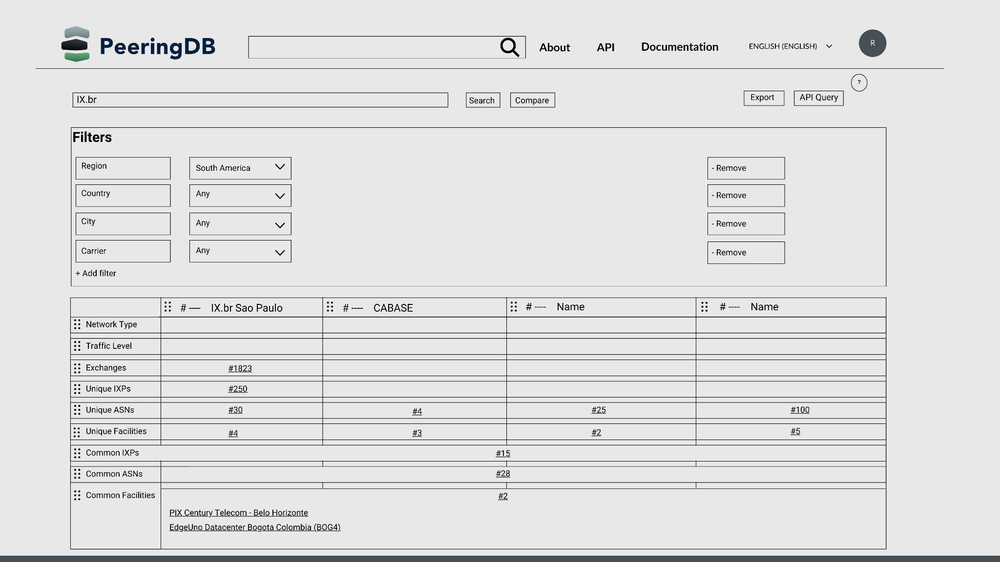 PeeringDB
About API Documentation ENGLISH (ENGLISH) R
?
IX.br Search Compare Export API Query
Filters
Region South America - Remove
Country Any - Remove
City Any - Remove
Carrier Any - Remove
+ Add filter
# ---- IX.br Sao Paulo # ---- CABASE # ---- Name # ---- Name
Network Type
Traffic Level
Exchanges #1823
Unique IXPs #250
Unique ASNs #30 #4 #25 #100
Unique Facilities #4 #3 #2 #5
Common IXPs #15
Common ASNs #28
Common Facilities #2
PIX Century Telecom - Belo Horizonte
EdgeUno Datacenter Bogota Colombia (BOG4)